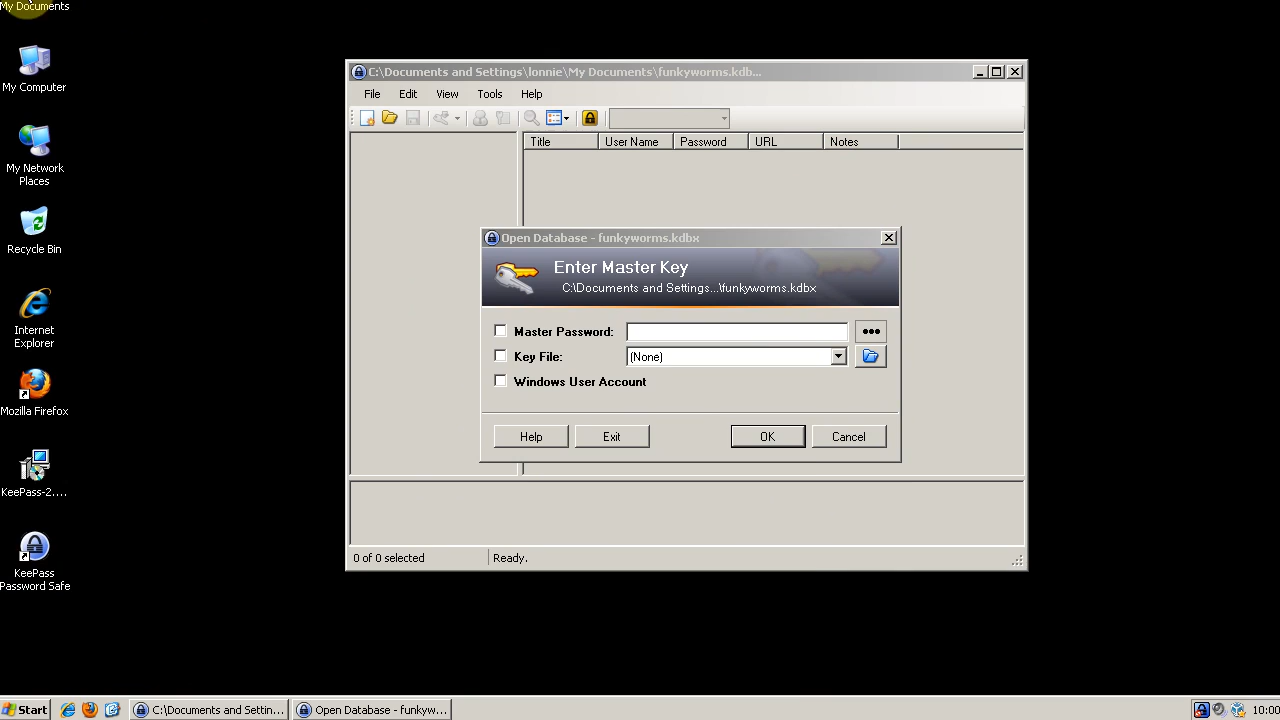 My Documents
My Computer
My Network
Places
Recycle Bin
Internet
Explorer
Mozilla Firefox
KeePass-2....
KeePass
Password Safe
C:\Documents and Settings\lonnie\My Documents\funkyworms.kdb...
File Edit View Tools Help
Title User Name Password URL Notes
Open Database - funkyworms.kdbx
Enter Master Key
C:\Documents and Settings...\funkyworms.kdbx
Master Password:
Key File: (None)
Windows User Account
Help Exit OK Cancel
0 of 0 selected Ready.
Start C:\Documents and Settin... Open Database - funkyw... 10:00